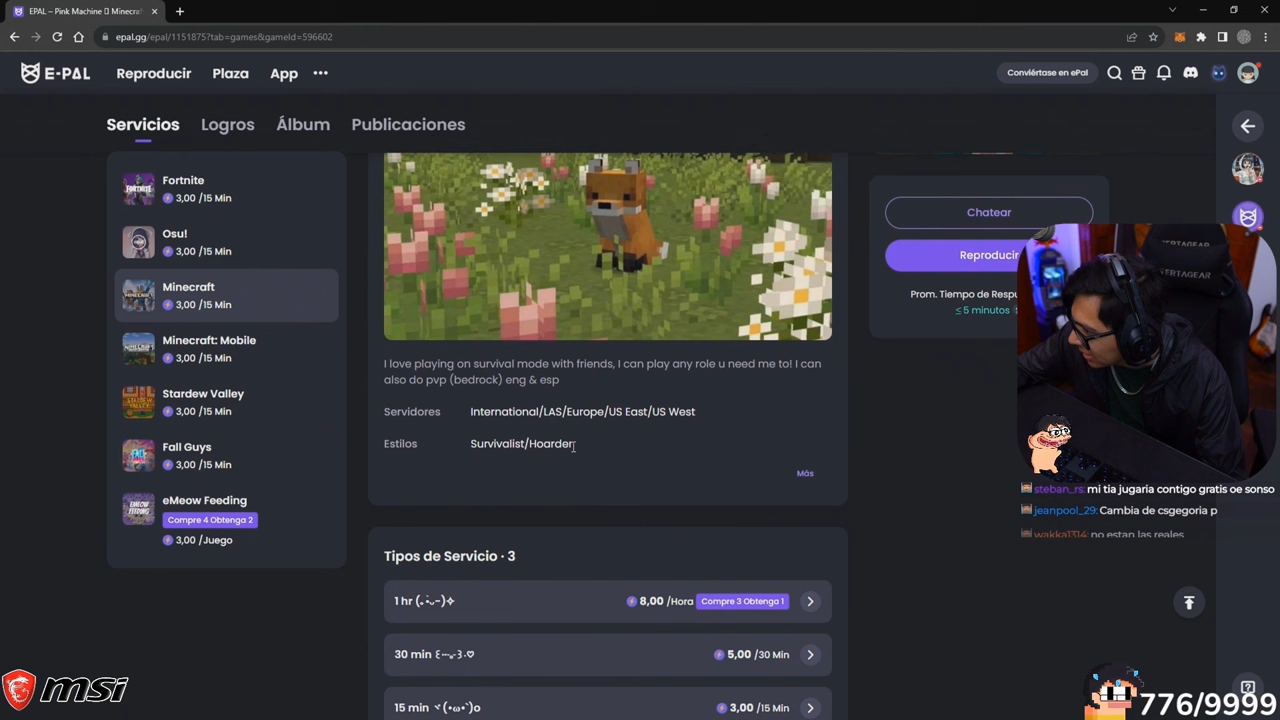 EPAL – Pink Machine
epal.gg/epal/1151875?tab=games&gameId=596602
E-PAL
Reproducir
Plaza
App
Conviértase en ePal
Servicios
Logros
Álbum
Publicaciones
Fortnite
3,00 /15 Min
Osu!
3,00 /15 Min
Minecraft
3,00 /15 Min
Minecraft: Mobile
3,00 /15 Min
Stardew Valley
3,00 /15 Min
Fall Guys
3,00 /15 Min
eMeow Feeding
Compre 4 Obtenga 2
3,00 /Juego
I love playing on survival mode with friends, I can play any role u need me to! I can
also do pvp (bedrock) eng & esp
Servidores International/LAS/Europe/US East/US West
Estilos Survivalist/Hoarder
Más
Tipos de Servicio · 3
1 hr
8,00 /Hora Compre 3 Obtenga 1
30 min
5,00 /30 Min
15 min
3,00 /15 Min
Chatear
Reproducir
Prom. Tiempo de Respu
≤ 5 minutos
ERTAGEAR
ERTAGEAR
steban_rs: mi tia jugaria contigo gratis oe sonso
jeanpool_29: Cambia de csgegoria p
wakka1314: no estan las reales
msi
776/9999